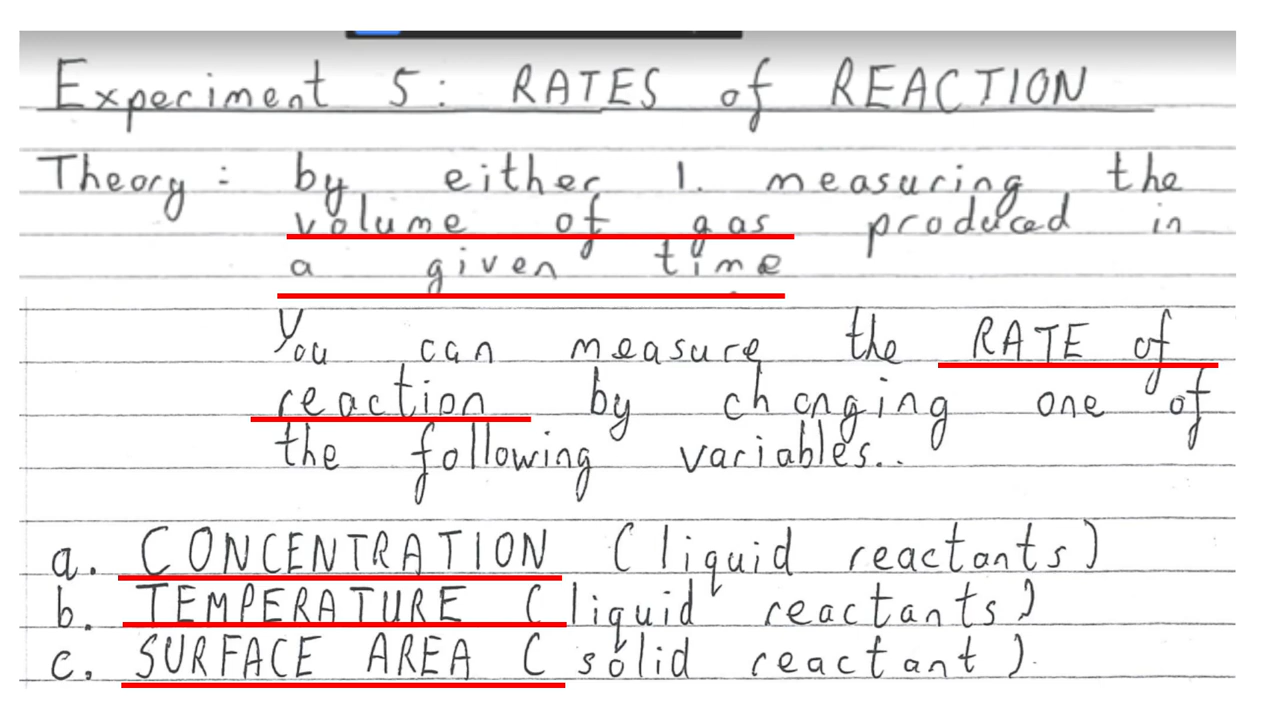 Experiment 5: RATES of REACTION
Theory: by either 1. measuring the
volume of gas produced in
a given time
You can measure the RATE of
reaction by changing one of
the following variables..
a. CONCENTRATION (liquid reactants)
b. TEMPERATURE (liquid reactants)
c. SURFACE AREA (solid reactant).